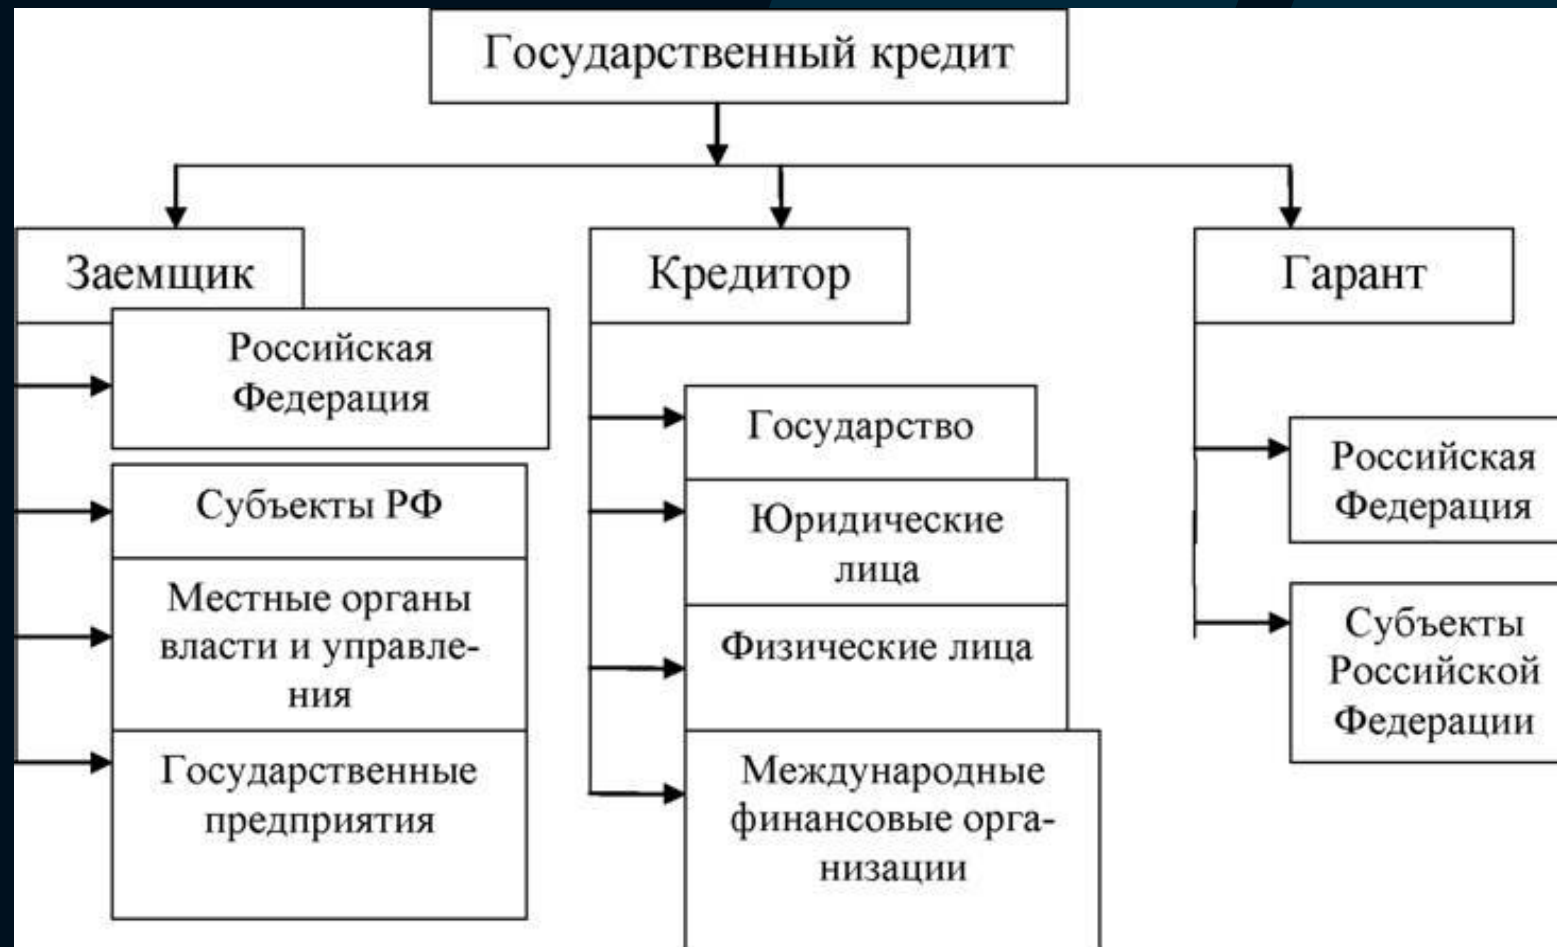 Государственный кредит
Заемщик
Российская
Федерация
Субъекты РФ
Местные органы
власти и управле-
ния
Государственные
предприятия
Кредитор
Государство
Юридические
лица
Физические лица
Международные
финансовые орга-
низации
Гарант
Российская
Федерация
Субъекты
Российской
Федерации